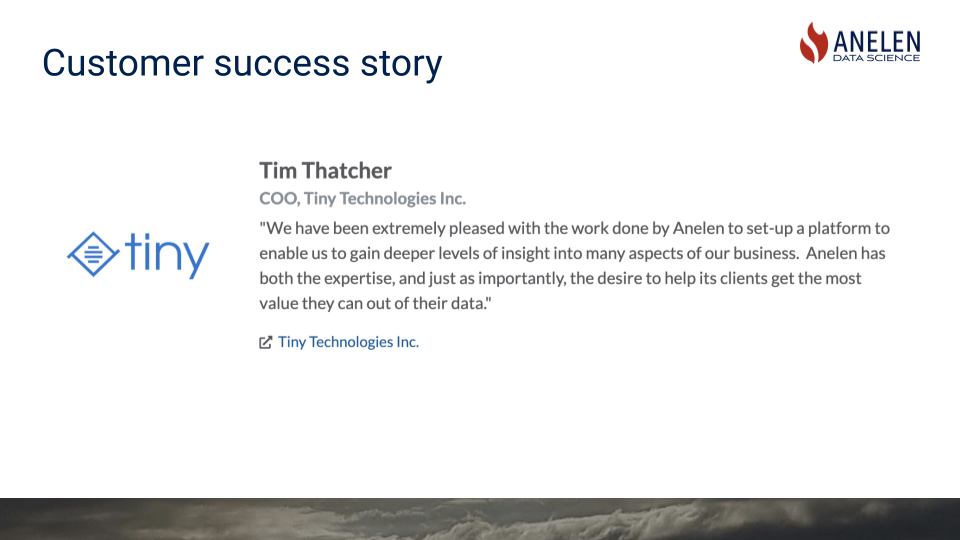 Customer success story
ANELEN
DATA SCIENCE
Tim Thatcher
COO, Tiny Technologies Inc.
"We have been extremely pleased with the work done by Anelen to set-up a platform to
enable us to gain deeper levels of insight into many aspects of our business.  Anelen has
both the expertise, and just as importantly, the desire to help its clients get the most
value they can out of their data."
tiny
Tiny Technologies Inc.